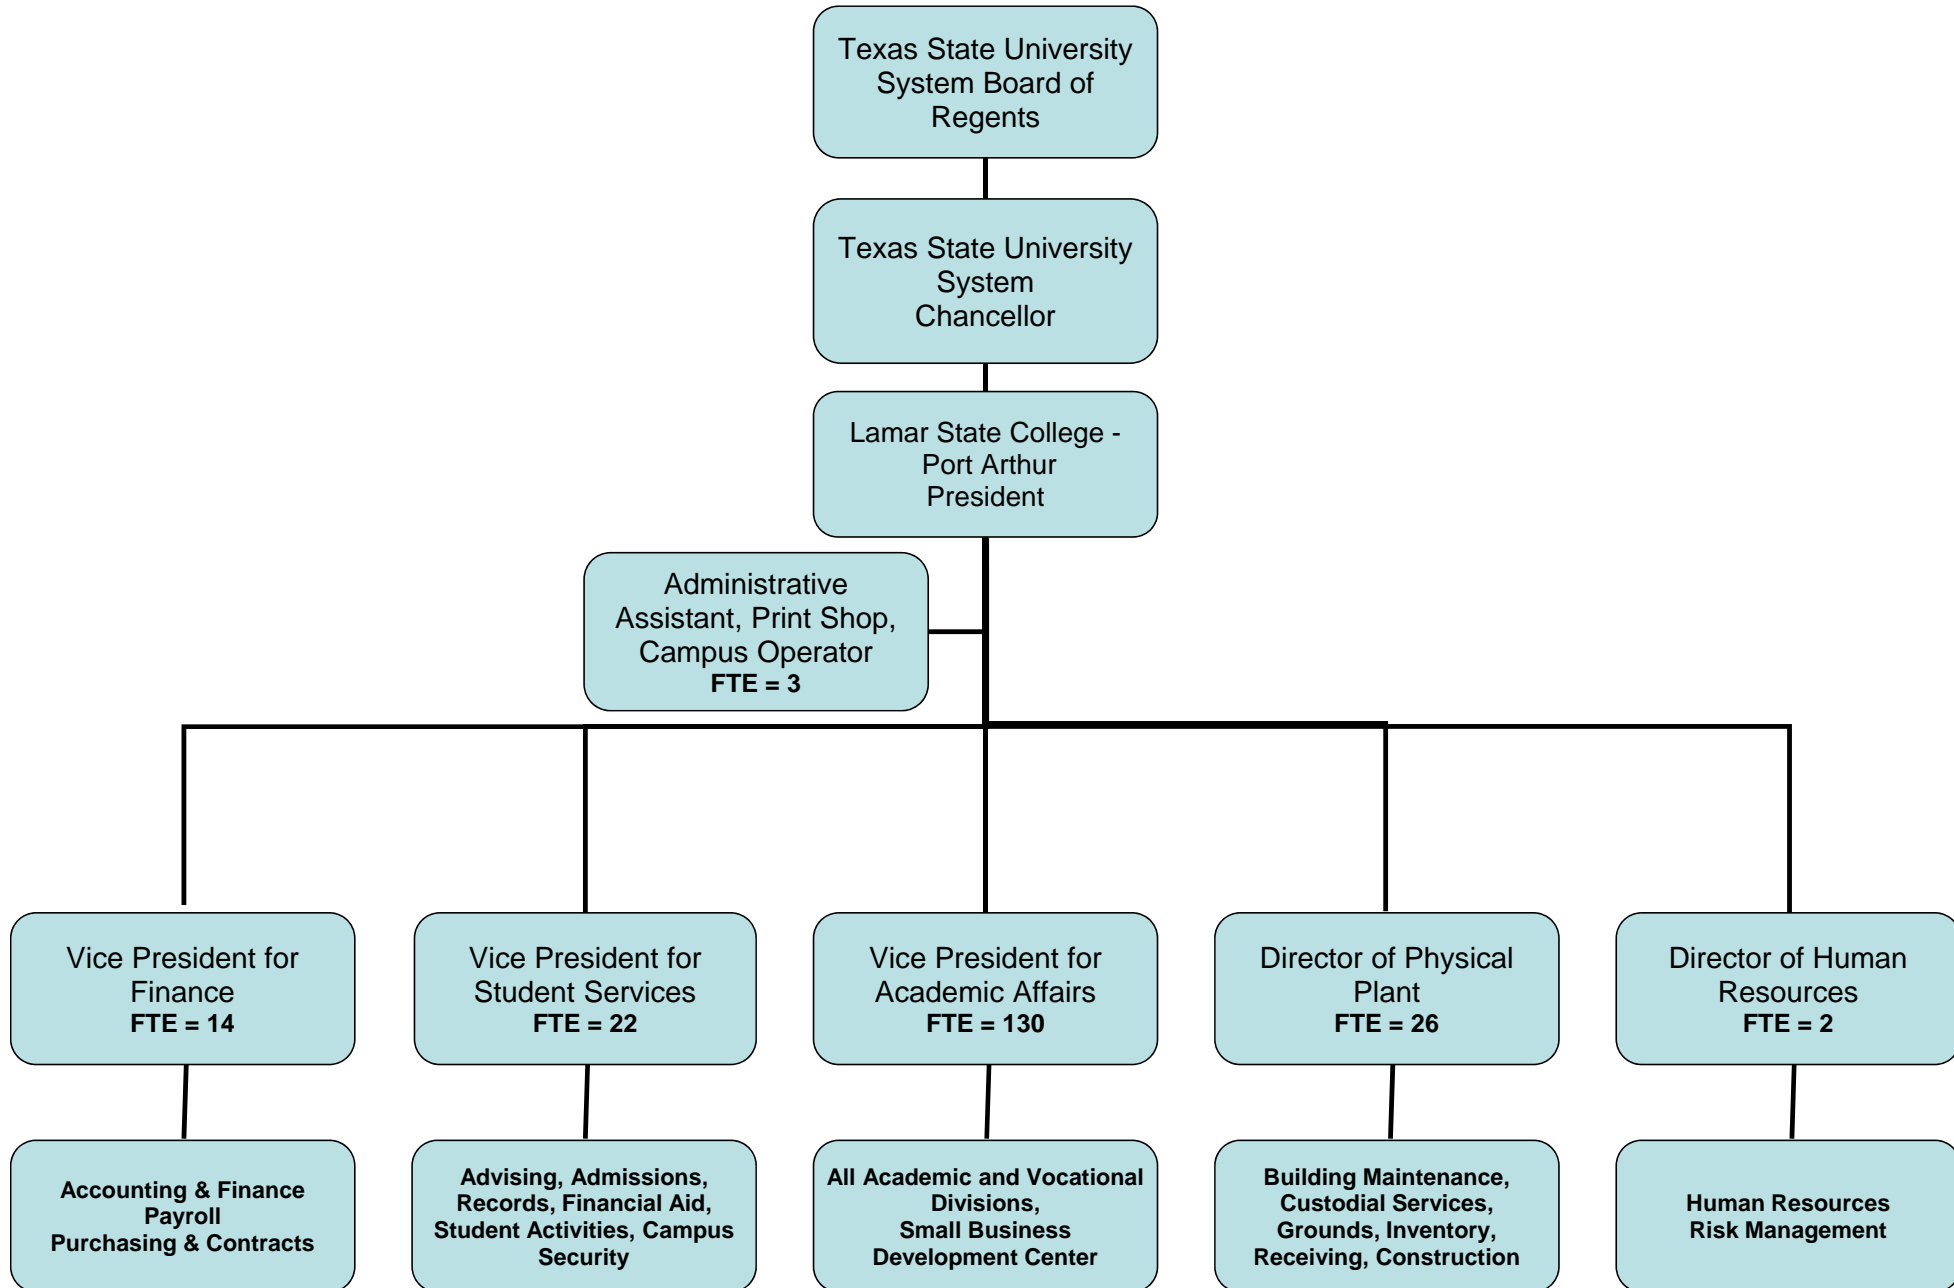 Texas State University
System Board of
Regents
Texas State University
System
Chancellor
Lamar State College -
Port Arthur
President
Administrative
Assistant, Print Shop,
Campus Operator
FTE = 3
Vice President for
Finance
FTE = 14
Vice President for
Student Services
FTE = 22
Vice President for
Academic Affairs
FTE = 130
Director of Physical
Plant
FTE = 26
Director of Human
Resources
FTE = 2
Accounting & Finance
Payroll
Purchasing & Contracts
Advising, Admissions,
Records, Financial Aid,
Student Activities, Campus
Security
All Academic and Vocational
Divisions,
Small Business
Development Center
Building Maintenance,
Custodial Services,
Grounds, Inventory,
Receiving, Construction
Human Resources
Risk Management